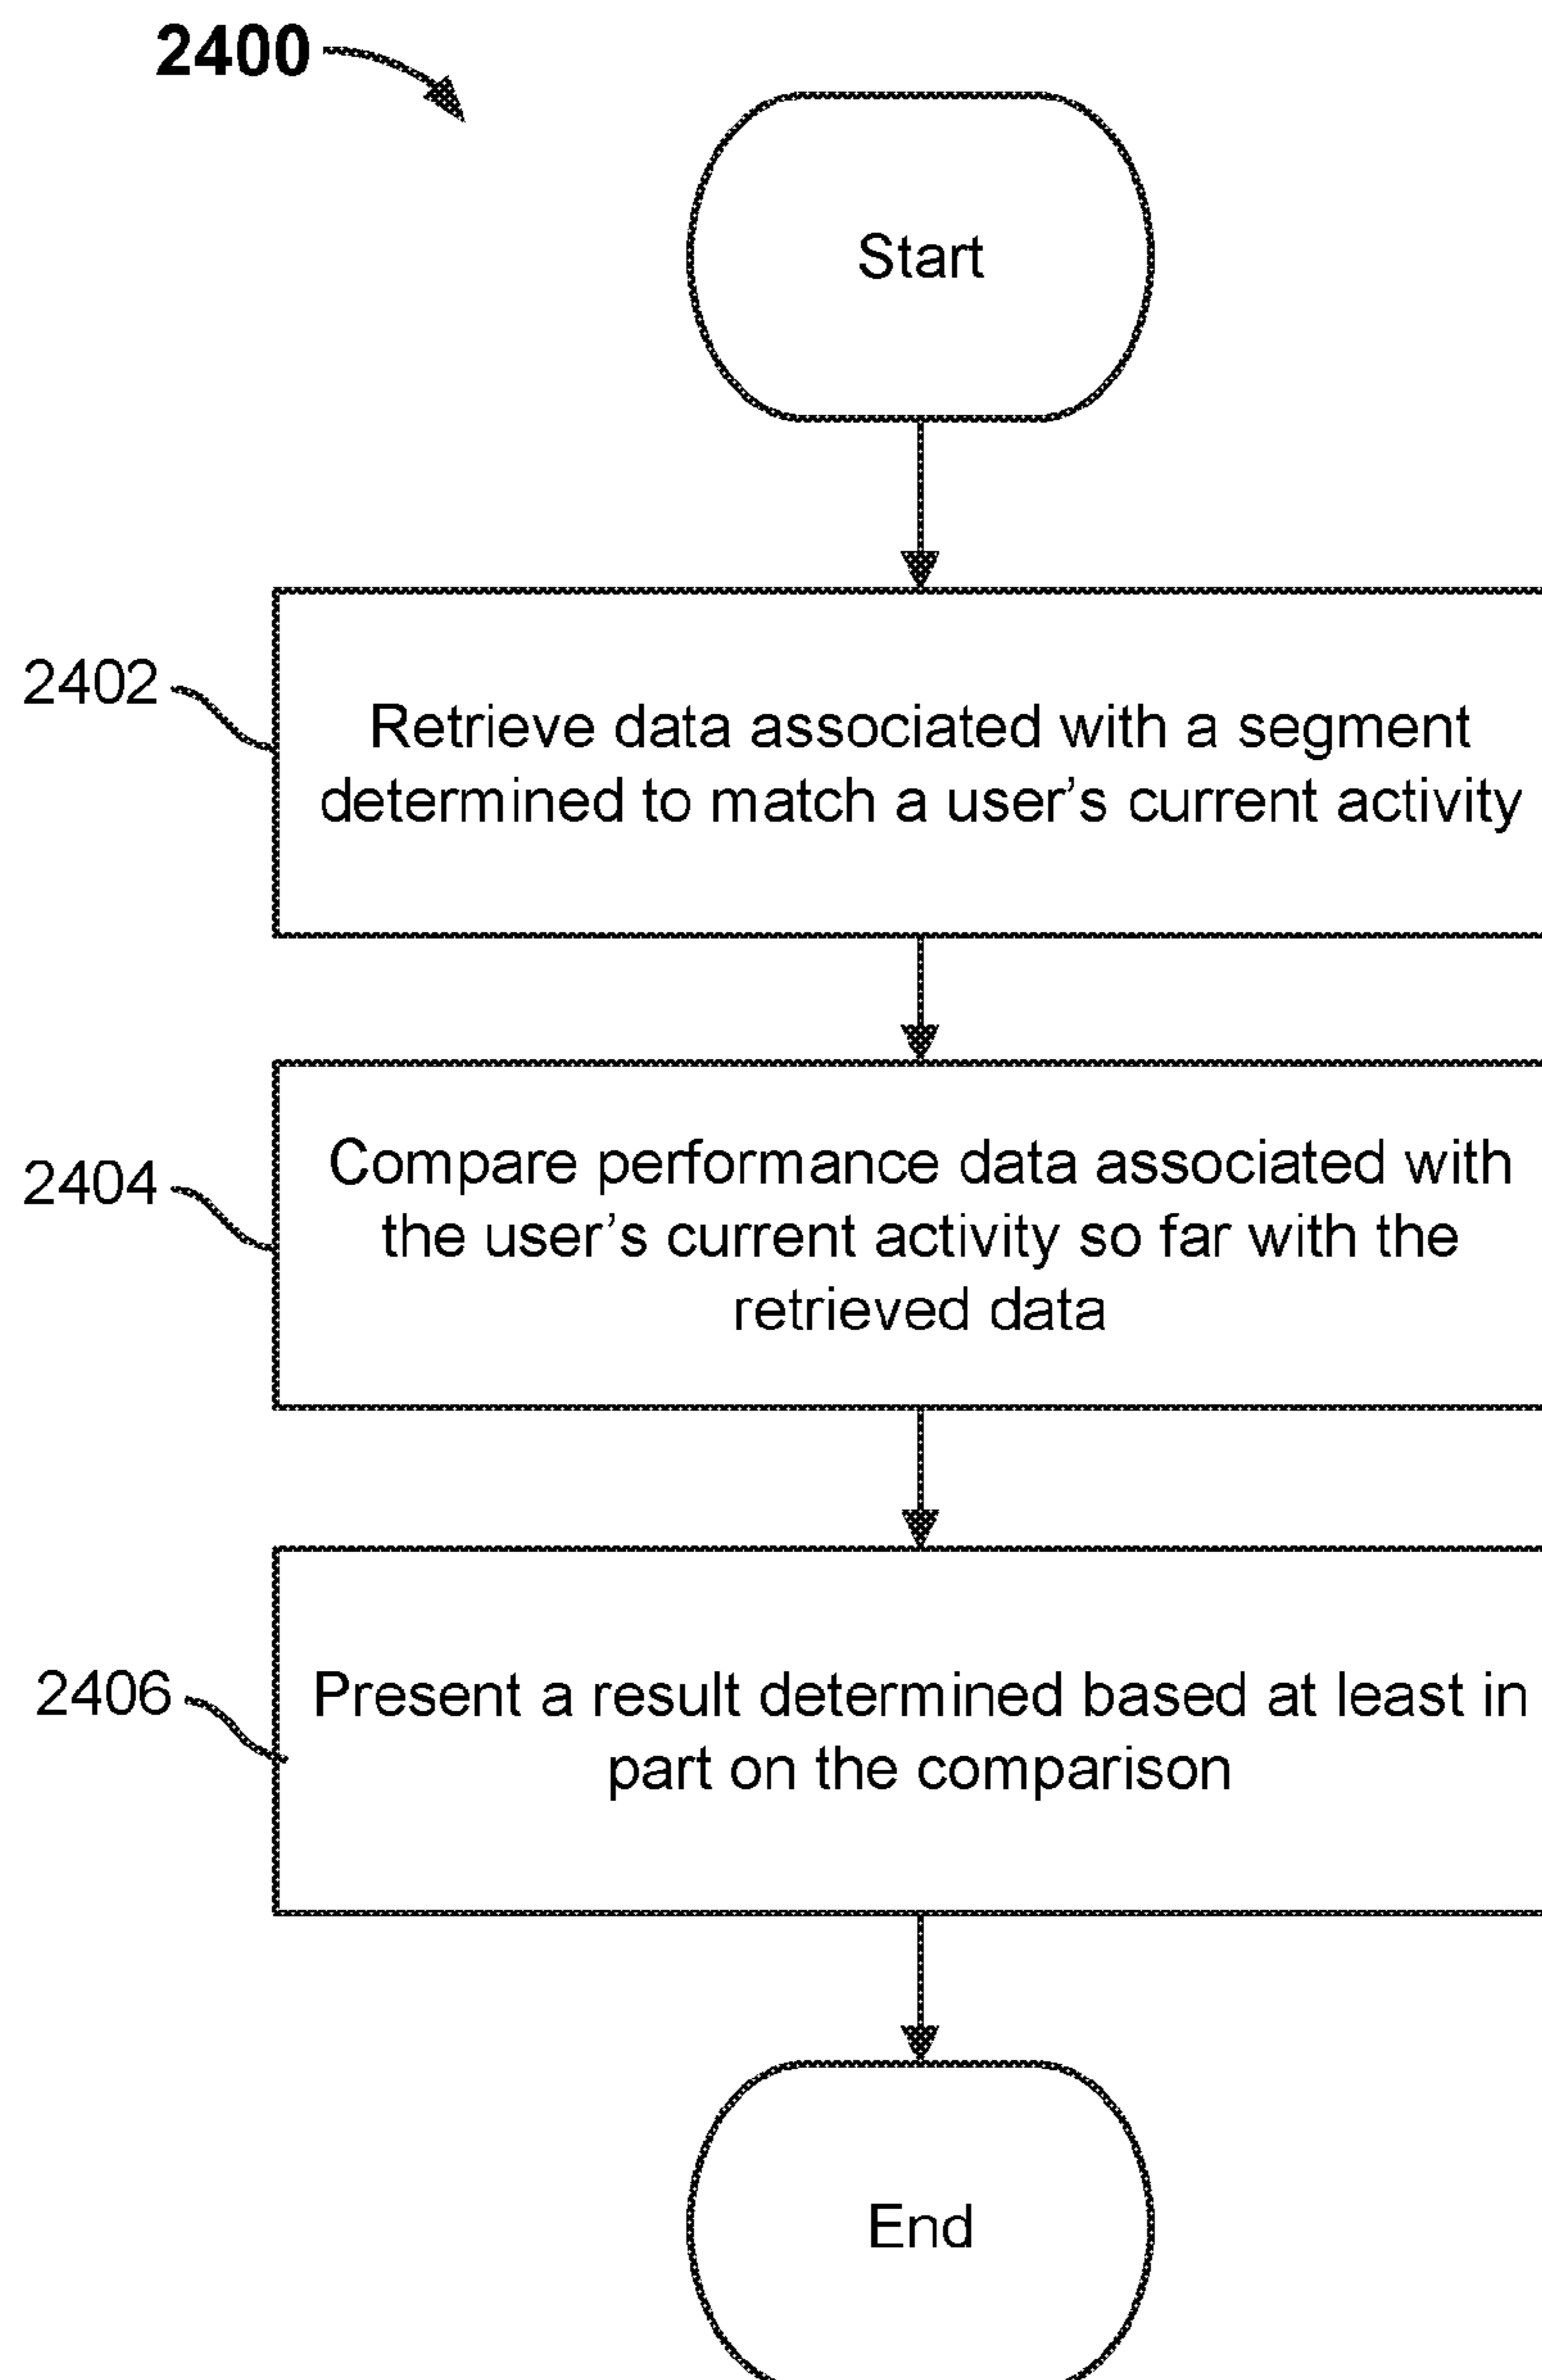 2400
Start
2402
Retrieve data associated with a segment
determined to match a user’s current activity
2404
Compare performance data associated with
the user’s current activity so far with the
retrieved data
2406
Present a result determined based at least in
part on the comparison
End